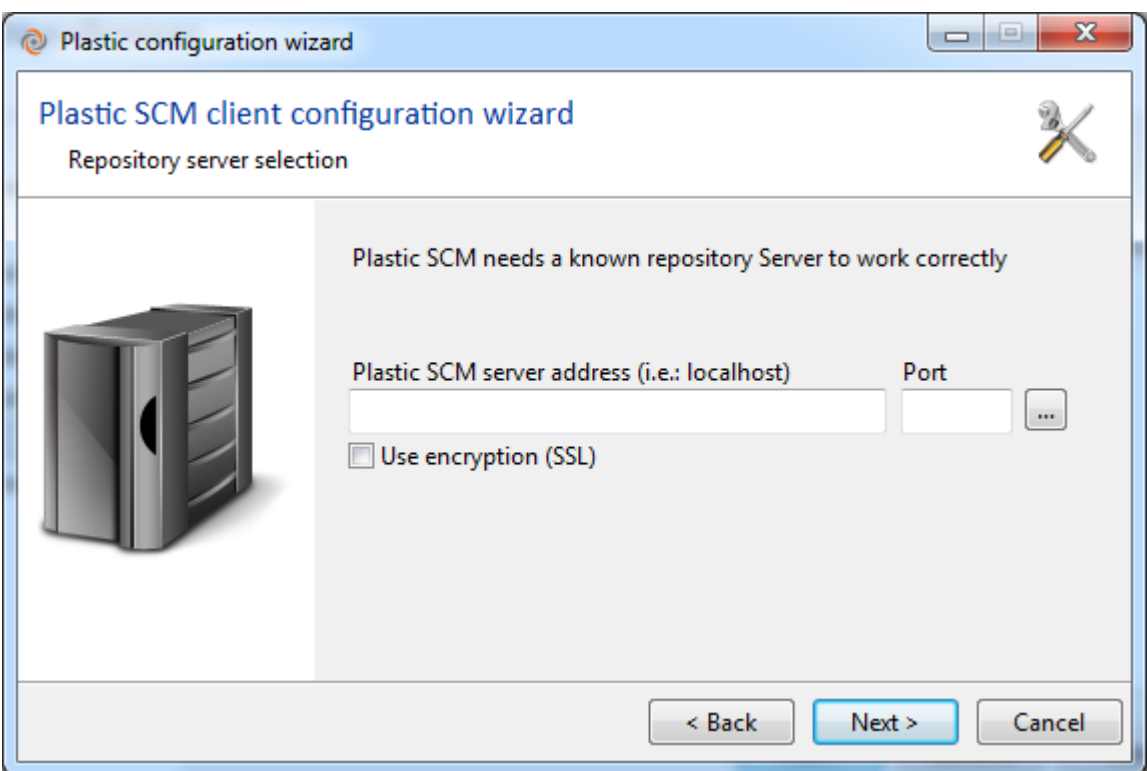 Plastic configuration wizard
Plastic SCM client configuration wizard
Repository server selection
Plastic SCM needs a known repository Server to work correctly
Plastic SCM server address (i.e.: localhost) Port
...
Use encryption (SSL)
< Back Next > Cancel